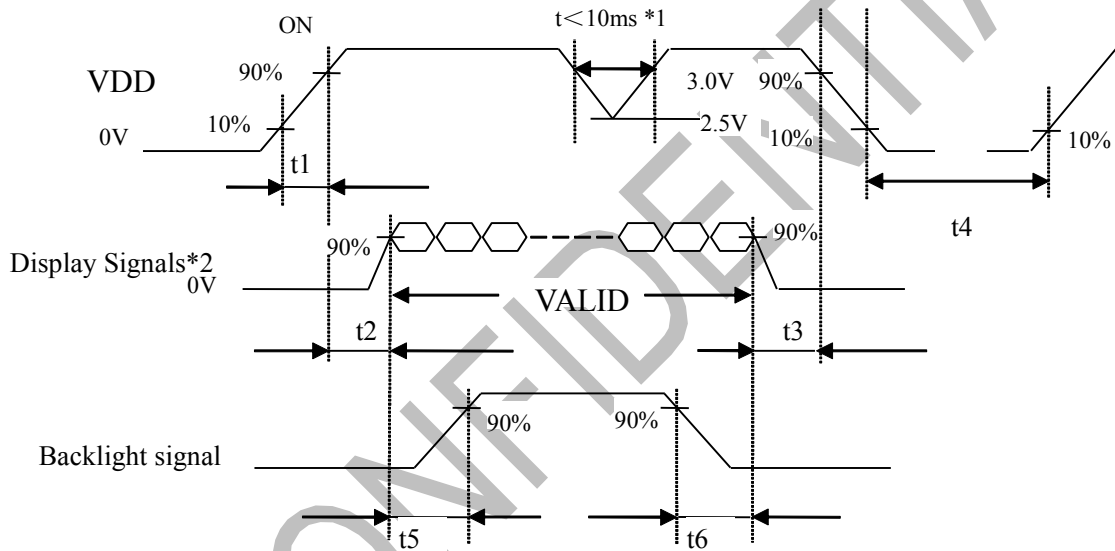 ON
t＜10ms *1
VDD
90%
3.0V
90%
0V
10%
2.5V
10%
10%
t1
t4
90%
90%
Display Signals*2
0V
VALID
t2
t3
90%
90%
Backlight signal
t5
t6
CONFIDENTIAL